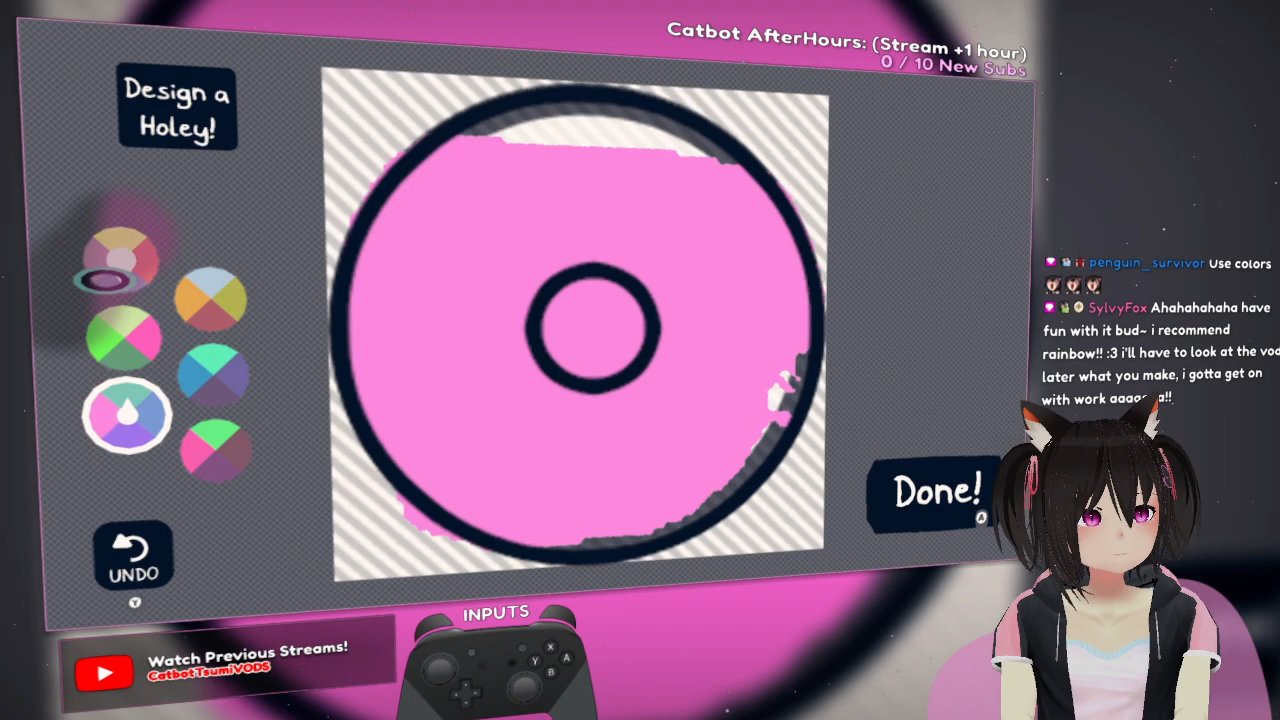 Catbot AfterHours: (Stream +1 hour)
0 / 10 New Subs
Design a
Holey!
penguin_survivor Use colors
SylvyFox Ahahahahaha have
fun with it bud~ i recommend
rainbow!! :3 i'll have to look at the vod
later what you make, i gotta get on
with work
Done!
A
UNDO
Y
INPUTS
X
Y
A
B
Watch Previous Streams!
CatbotTsumiVODS